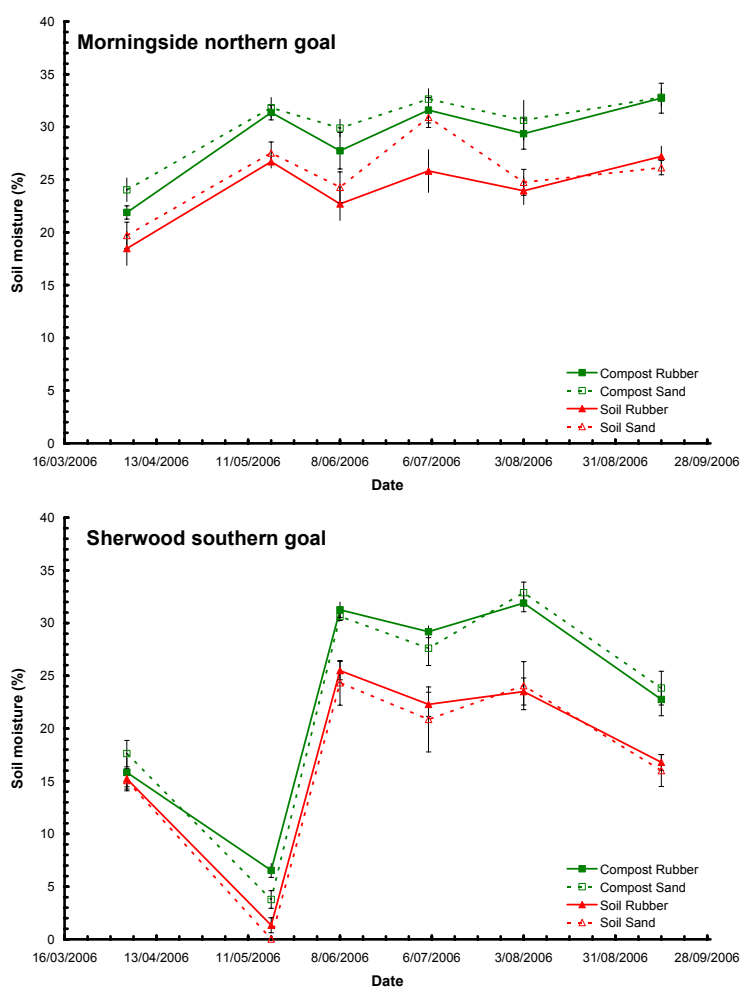 Morningside northern goal
40
35
30
25
20
15
10
5
0
Soil moisture (%)
Compost Rubber
Compost Sand
Soil Rubber
Soil Sand
16/03/2006 13/04/2006 11/05/2006 8/06/2006 6/07/2006 3/08/2006 31/08/2006 28/09/2006
Date
Sherwood southern goal
40
35
30
25
20
15
10
5
0
Soil moisture (%)
Compost Rubber
Compost Sand
Soil Rubber
Soil Sand
16/03/2006 13/04/2006 11/05/2006 8/06/2006 6/07/2006 3/08/2006 31/08/2006 28/09/2006
Date